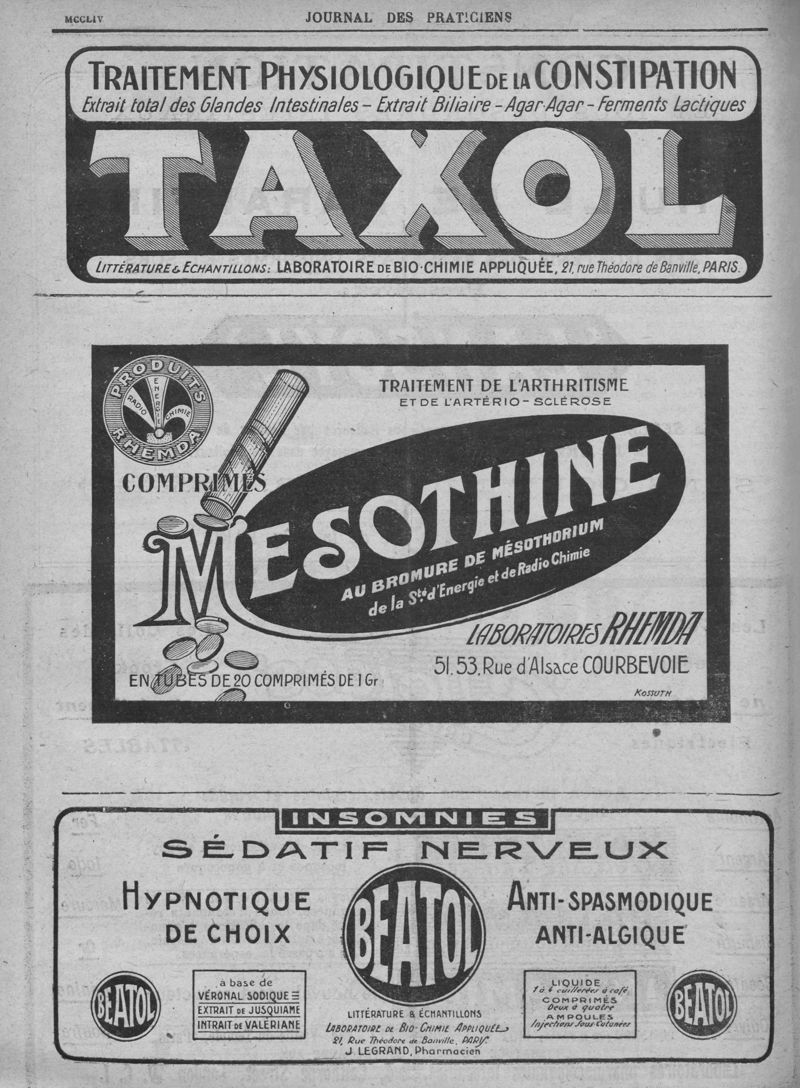 MCCLIV
JOURNAL DES PRATICIENS
TRAITEMENT PHYSIOLOGIQUE DE LA CONSTIPATION
Extrait total des Glandes Intestinales - Extrait Biliaire - Agar-Agar - Ferments Lactiques
TAXOL
LITTÉRATURE & ECHANTILLONS: LABORATOIRE DE BIO-CHIMIE APPLIQUÉE, 21, rue Théodore de Banville, PARIS.
PRODUITS
RHEMDA
ENERGIE
RADIO
CHIMIE
TRAITEMENT DE L'ARTHRITISME
ET DE L'ARTÉRIO-SCLÉROSE
COMPRIMÉS
MESOTHINE
AU BROMURE DE MÉSOTHORIUM
de la Sté d'Energie et de Radio Chimie
LABORATOIRES RHEMDA
51, 53, Rue d'Alsace COURBEVOIE
EN TUBES DE 20 COMPRIMÉS DE 1 Gr
KOSSUTH
INSOMNIES
SÉDATIF NERVEUX
HYPNOTIQUE
DE CHOIX
BEATOL
ANTI-SPASMODIQUE
ANTI-ALGIQUE
BEATOL
à base de
VÉRONAL SODIQUE
EXTRAIT DE JUSQUIAME
INTRAIT DE VALÉRIANE
LITTÉRATURE & ÉCHANTILLONS
LABORATOIRE DE BIO-CHIMIE APPLIQUÉE
21, Rue Théodore de Banville, PARIS
J. LEGRAND, Pharmacien
LIQUIDE
1 à 4 cuillerées à café
COMPRIMÉS
Deux à quatre
AMPOULES
Injections Sous-Cutanées
BEATOL